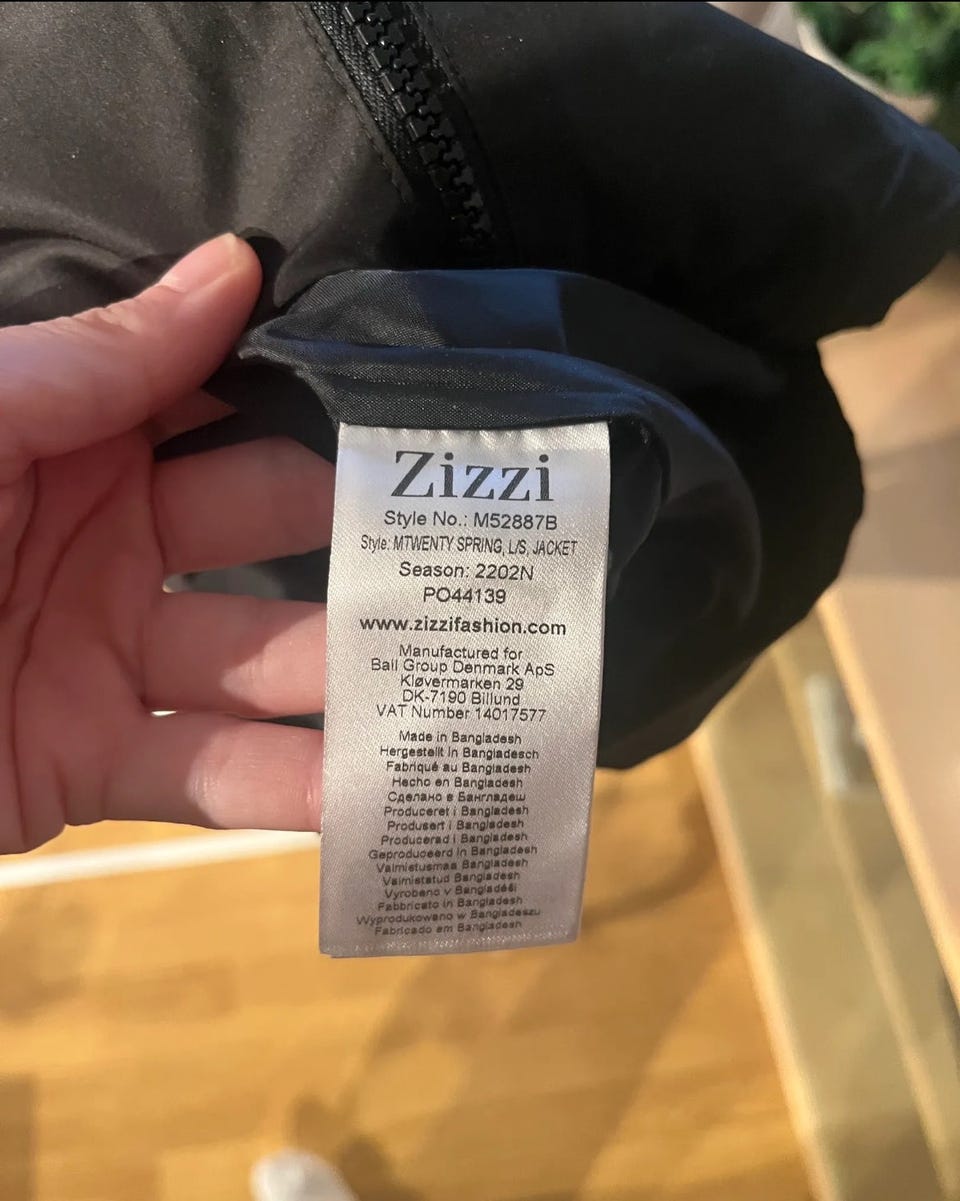 Zizzi
Style No.: M52887B
Style: MTWENTY SPRING, L/S, JACKET
Season: 2202N
PO44139
www.zizzifashion.com
Manufactured for
Bail Group Denmark ApS
Kløvermarken 29
DK-7190 Billund
VAT Number 14017577
Made in Bangladesh
Hergestellt in Bangladesch
Fabriqué au Bangladesh
Hecho en Bangladesh
Сделано в Бангладеш
Produceret i Bangladesh
Produsert i Bangladesh
Producerad i Bangladesh
Geproduceerd in Bangladesh
Valmistusmaa Bangladesh
Valmistatud Bangladesh
Vyrobeno v Bangladéši
Fabbricato in Bangladesh
Wyprodukowano w Bangladeszu
Fabricado em Bangladesh